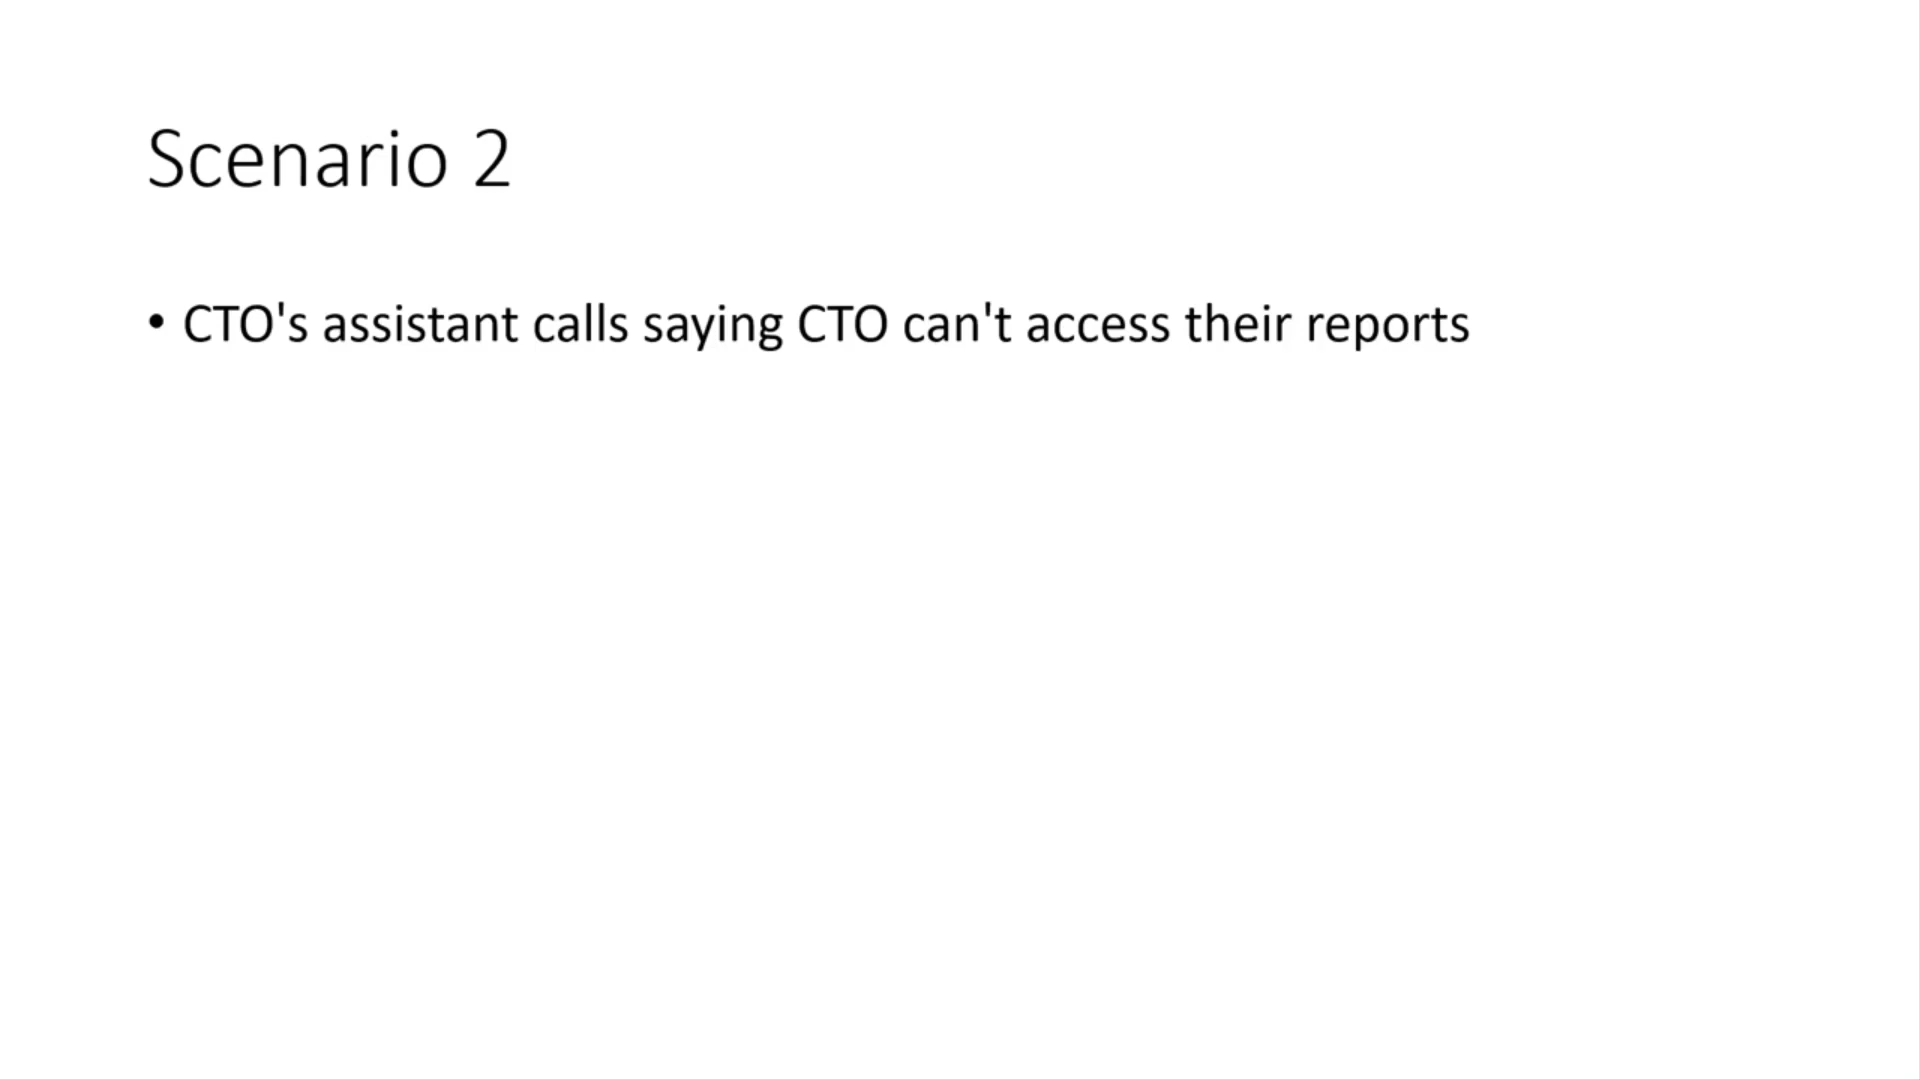 Scenario 2
• CTO's assistant calls saying CTO can't access their reports